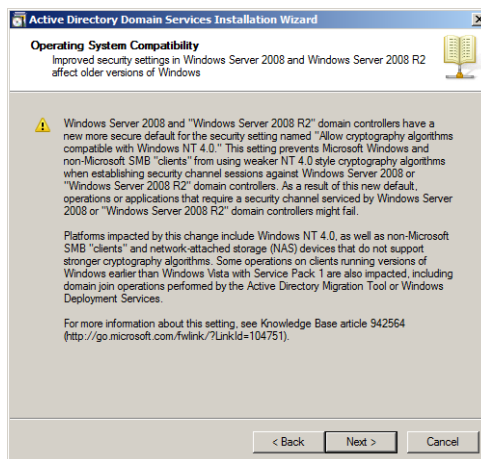 Active Directory Domain Services Installation Wizard
Operating System Compatibility
Improved security settings in Windows Server 2008 and Windows Server 2008 R2
affect older versions of Windows
Windows Server 2008 and "Windows Server 2008 R2" domain controllers have a
new more secure default for the security setting named "Allow cryptography algorithms
compatible with Windows NT 4.0." This setting prevents Microsoft Windows and
non-Microsoft SMB "clients" from using weaker NT 4.0 style cryptography algorithms
when establishing security channel sessions against Windows Server 2008 or
"Windows Server 2008 R2" domain controllers. As a result of this new default,
operations or applications that require a security channel serviced by Windows Server
2008 or "Windows Server 2008 R2" domain controllers might fail.
Platforms impacted by this change include Windows NT 4.0, as well as non-Microsoft
SMB "clients" and network-attached storage (NAS) devices that do not support
stronger cryptography algorithms. Some operations on clients running versions of
Windows earlier than Windows Vista with Service Pack 1 are also impacted, including
domain join operations performed by the Active Directory Migration Tool or Windows
Deployment Services.
For more information about this setting, see Knowledge Base article 942564
(http://go.microsoft.com/fwlink/?LinkId=104751).
< Back Next > Cancel